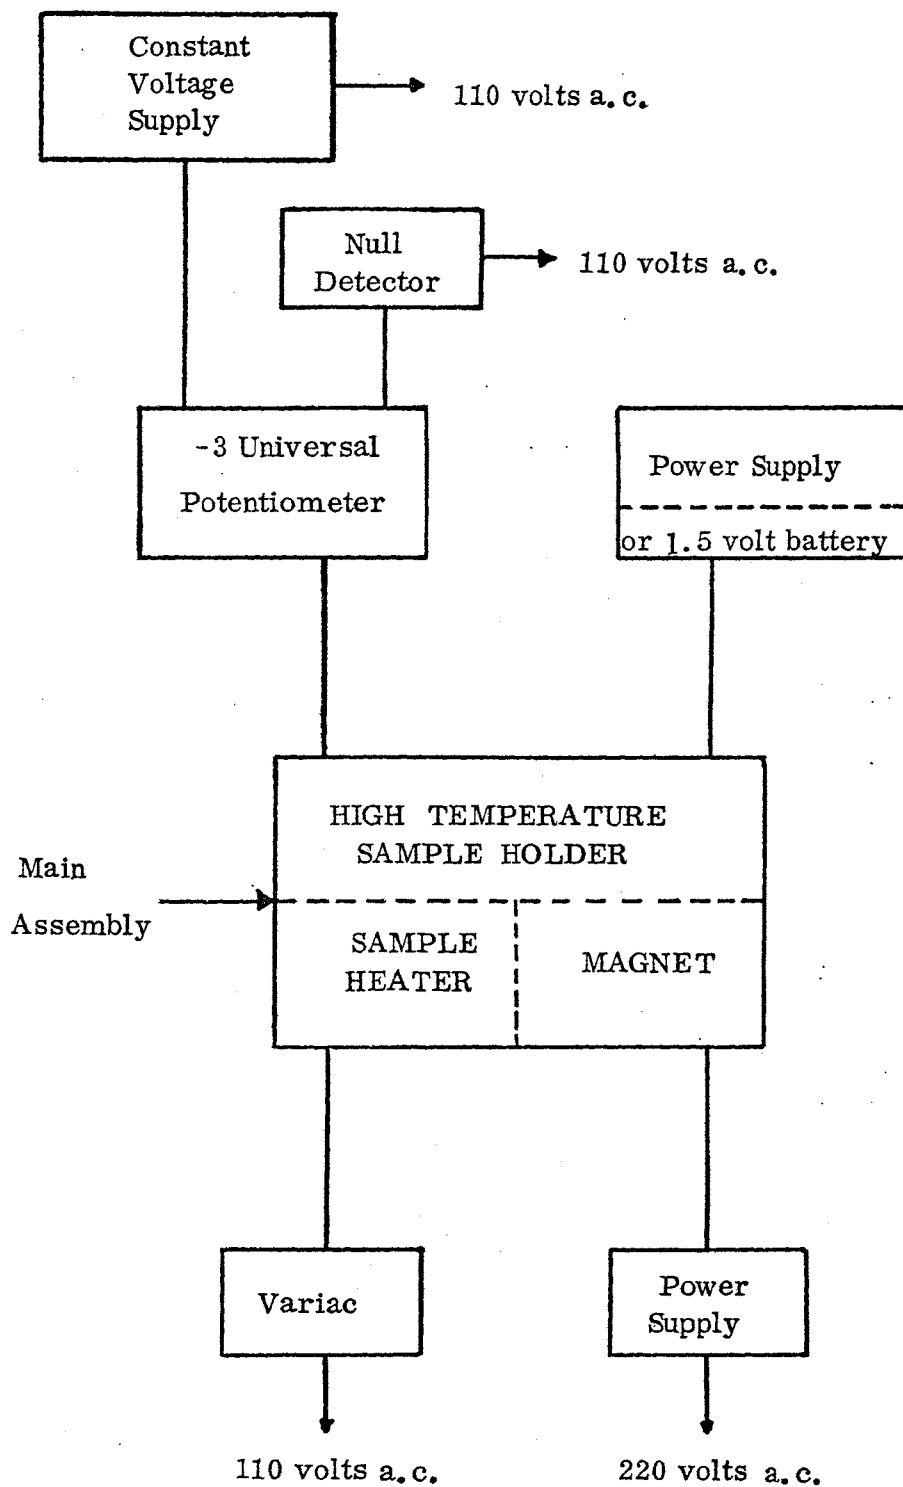 Constant
Voltage
Supply
110 volts a.c.
Null
Detector
110 volts a.c.
-3 Universal
Potentiometer
Power Supply
or 1.5 volt battery
HIGH TEMPERATURE
SAMPLE HOLDER
Main
Assembly
SAMPLE
HEATER
MAGNET
Variac
Power
Supply
110 volts a.c.
220 volts a.c.